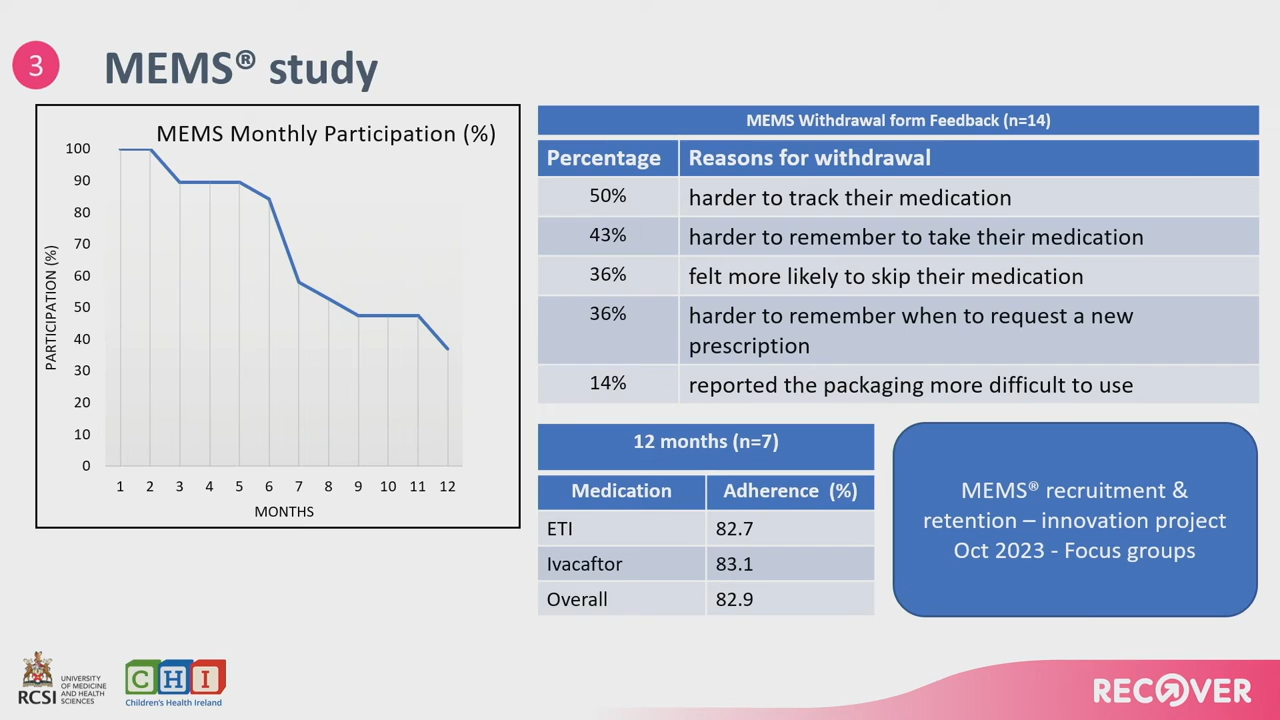 3
MEMS® study
MEMS Monthly Participation (%)
100
90
80
70
60
50
40
30
20
10
0
PARTICIPATION (%)
1 2 3 4 5 6 7 8 9 10 11 12
MONTHS
MEMS Withdrawal form Feedback (n=14)
Percentage Reasons for withdrawal
50% harder to track their medication
43% harder to remember to take their medication
36% felt more likely to skip their medication
36% harder to remember when to request a new
prescription
14% reported the packaging more difficult to use
12 months (n=7)
Medication Adherence (%)
ETI 82.7
Ivacaftor 83.1
Overall 82.9
MEMS® recruitment &
retention – innovation project
Oct 2023 - Focus groups
RCSI
UNIVERSITY
OF MEDICINE
AND HEALTH
SCIENCES
CHI
Children's Health Ireland
RECOVER